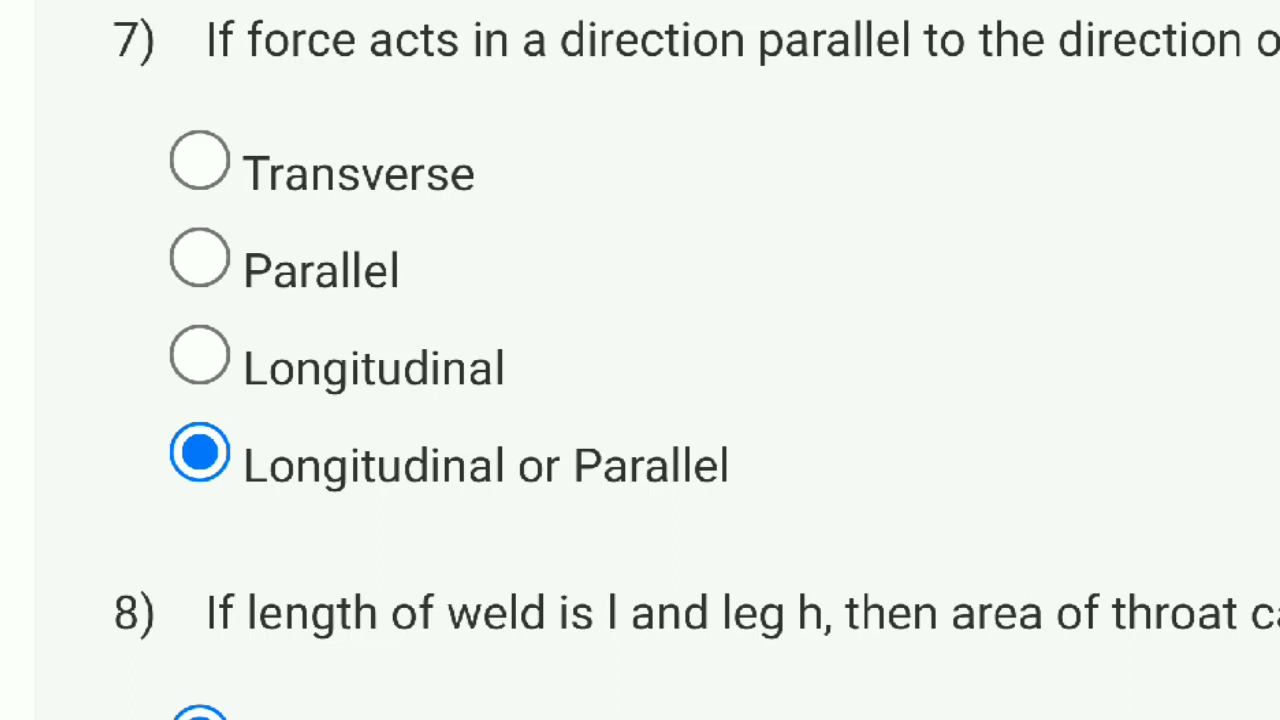 7) If force acts in a direction parallel to the direction
Transverse
Parallel
Longitudinal
Longitudinal or Parallel
8) If length of weld is l and leg h, then area of throat